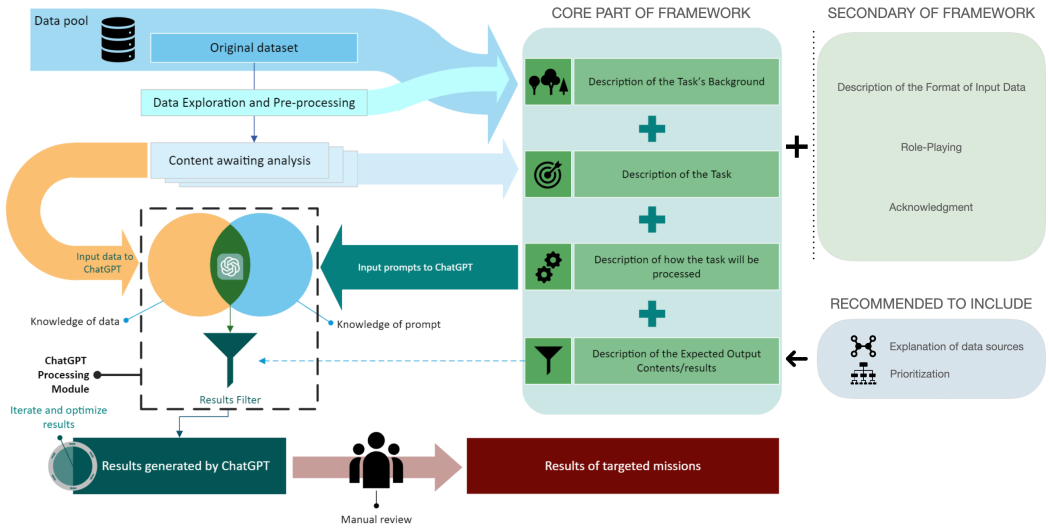 CORE PART OF FRAMEWORK
SECONDARY OF FRAMEWORK
Data pool
Original dataset
Data Exploration and Pre-processing
Content awaiting analysis
Input data to
ChatGPT
Input prompts to ChatGPT
Knowledge of data
Knowledge of prompt
ChatGPT
Processing
Module
Results Filter
Iterate and optimize
results
Results generated by ChatGPT
Manual review
Results of targeted missions
Description of the Task's Background
Description of the Task
Description of how the task will be
processed
Description of the Expected Output
Contents/results
Description of the Format of Input Data
Role-Playing
Acknowledgment
RECOMMENDED TO INCLUDE
Explanation of data sources
Prioritization